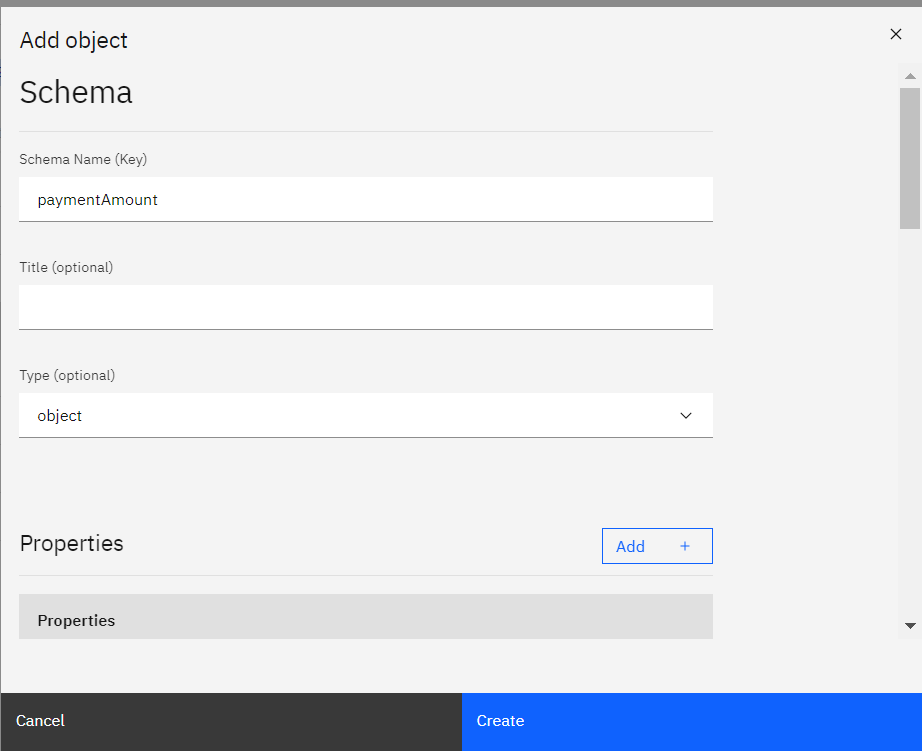 Add object
Schema
Schema Name (Key)
paymentAmount
Title (optional)
Type (optional)
object
Properties
Add +
Properties
Cancel
Create